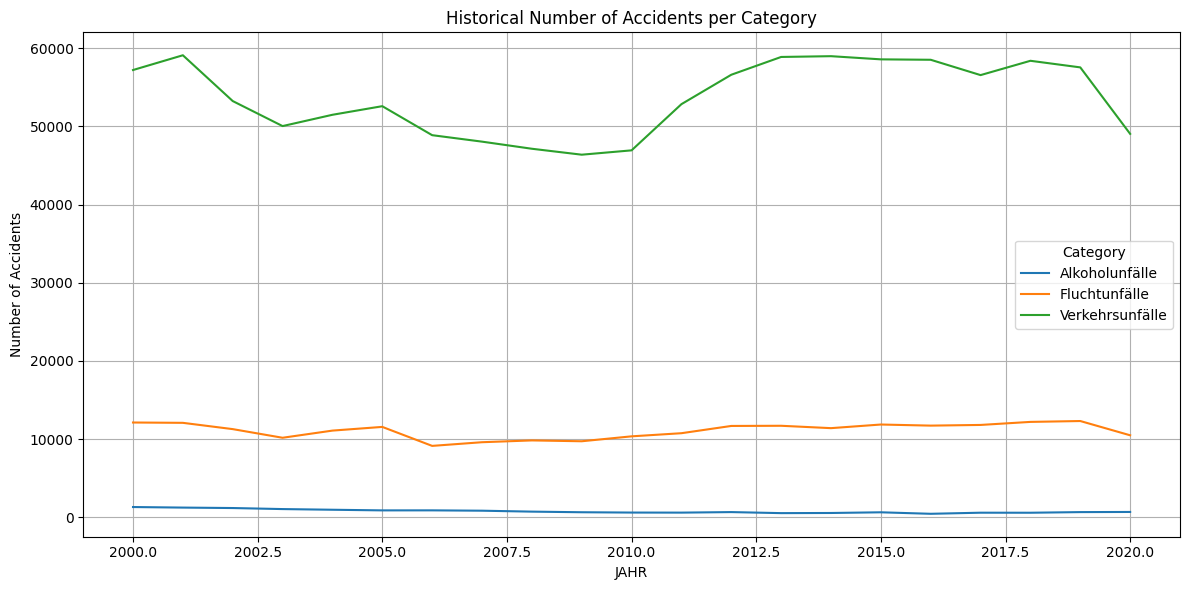 Historical Number of Accidents per Category
Number of Accidents
60000
50000
40000
30000
20000
10000
0
Category
Alkoholunfälle
Fluchtunfälle
Verkehrsunfälle
2000.0 2002.5 2005.0 2007.5 2010.0 2012.5 2015.0 2017.5 2020.0
JAHR